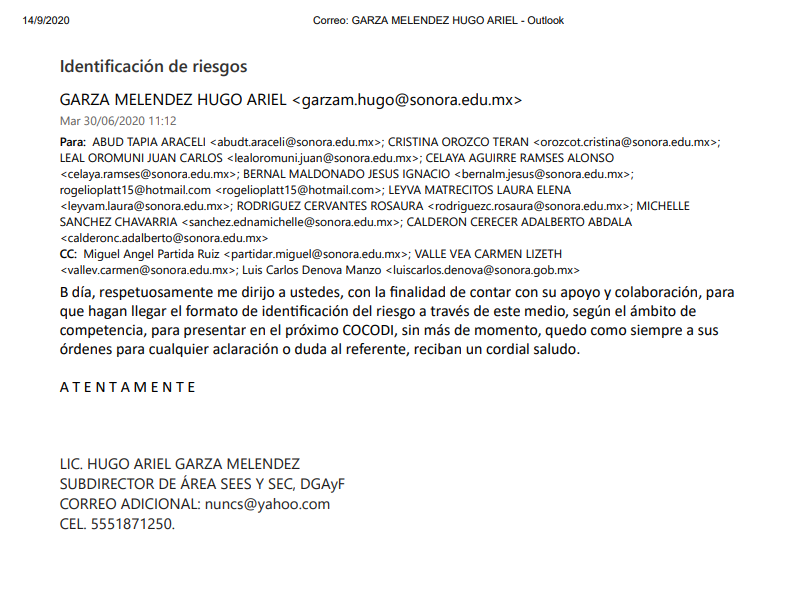 14/9/2020
Correo: GARZA MELENDEZ HUGO ARIEL - Outlook
Identificación de riesgos
GARZA MELENDEZ HUGO ARIEL <garzam.hugo@sonora.edu.mx>
Mar 30/06/2020 11:12
Para: ABUD TAPIA ARACELI <abudt.araceli@sonora.edu.mx>; CRISTINA OROZCO TERAN <orozcot.cristina@sonora.edu.mx>;
LEAL OROMUNI JUAN CARLOS <lealoromuni.juan@sonora.edu.mx>; CELAYA AGUIRRE RAMSES ALONSO
<celaya.ramses@sonora.edu.mx>; BERNAL MALDONADO JESUS IGNACIO <bernalm.jesus@sonora.edu.mx>;
rogelioplatt15@hotmail.com <rogelioplatt15@hotmail.com>; LEYVA MATRECITOS LAURA ELENA
<leyvam.laura@sonora.edu.mx>; RODRIGUEZ CERVANTES ROSAURA <rodriguezc.rosaura@sonora.edu.mx>; MICHELLE
SANCHEZ CHAVARRIA <sanchez.ednamichelle@sonora.edu.mx>; CALDERON CERECER ADALBERTO ABDALA
<calderonc.adalberto@sonora.edu.mx>
CC: Miguel Angel Partida Ruiz <partidar.miguel@sonora.edu.mx>; VALLE VEA CARMEN LIZETH
<vallev.carmen@sonora.edu.mx>; Luis Carlos Denova Manzo <luiscarlos.denova@sonora.gob.mx>
B día, respetuosamente me dirijo a ustedes, con la finalidad de contar con su apoyo y colaboración, para
que hagan llegar el formato de identificación del riesgo a través de este medio, según el ámbito de
competencia, para presentar en el próximo COCODI, sin más de momento, quedo como siempre a sus
órdenes para cualquier aclaración o duda al referente, reciban un cordial saludo.
A T E N T A M E N T E
LIC. HUGO ARIEL GARZA MELENDEZ
SUBDIRECTOR DE ÁREA SEES Y SEC, DGAyF
CORREO ADICIONAL: nuncs@yahoo.com
CEL. 5551871250.